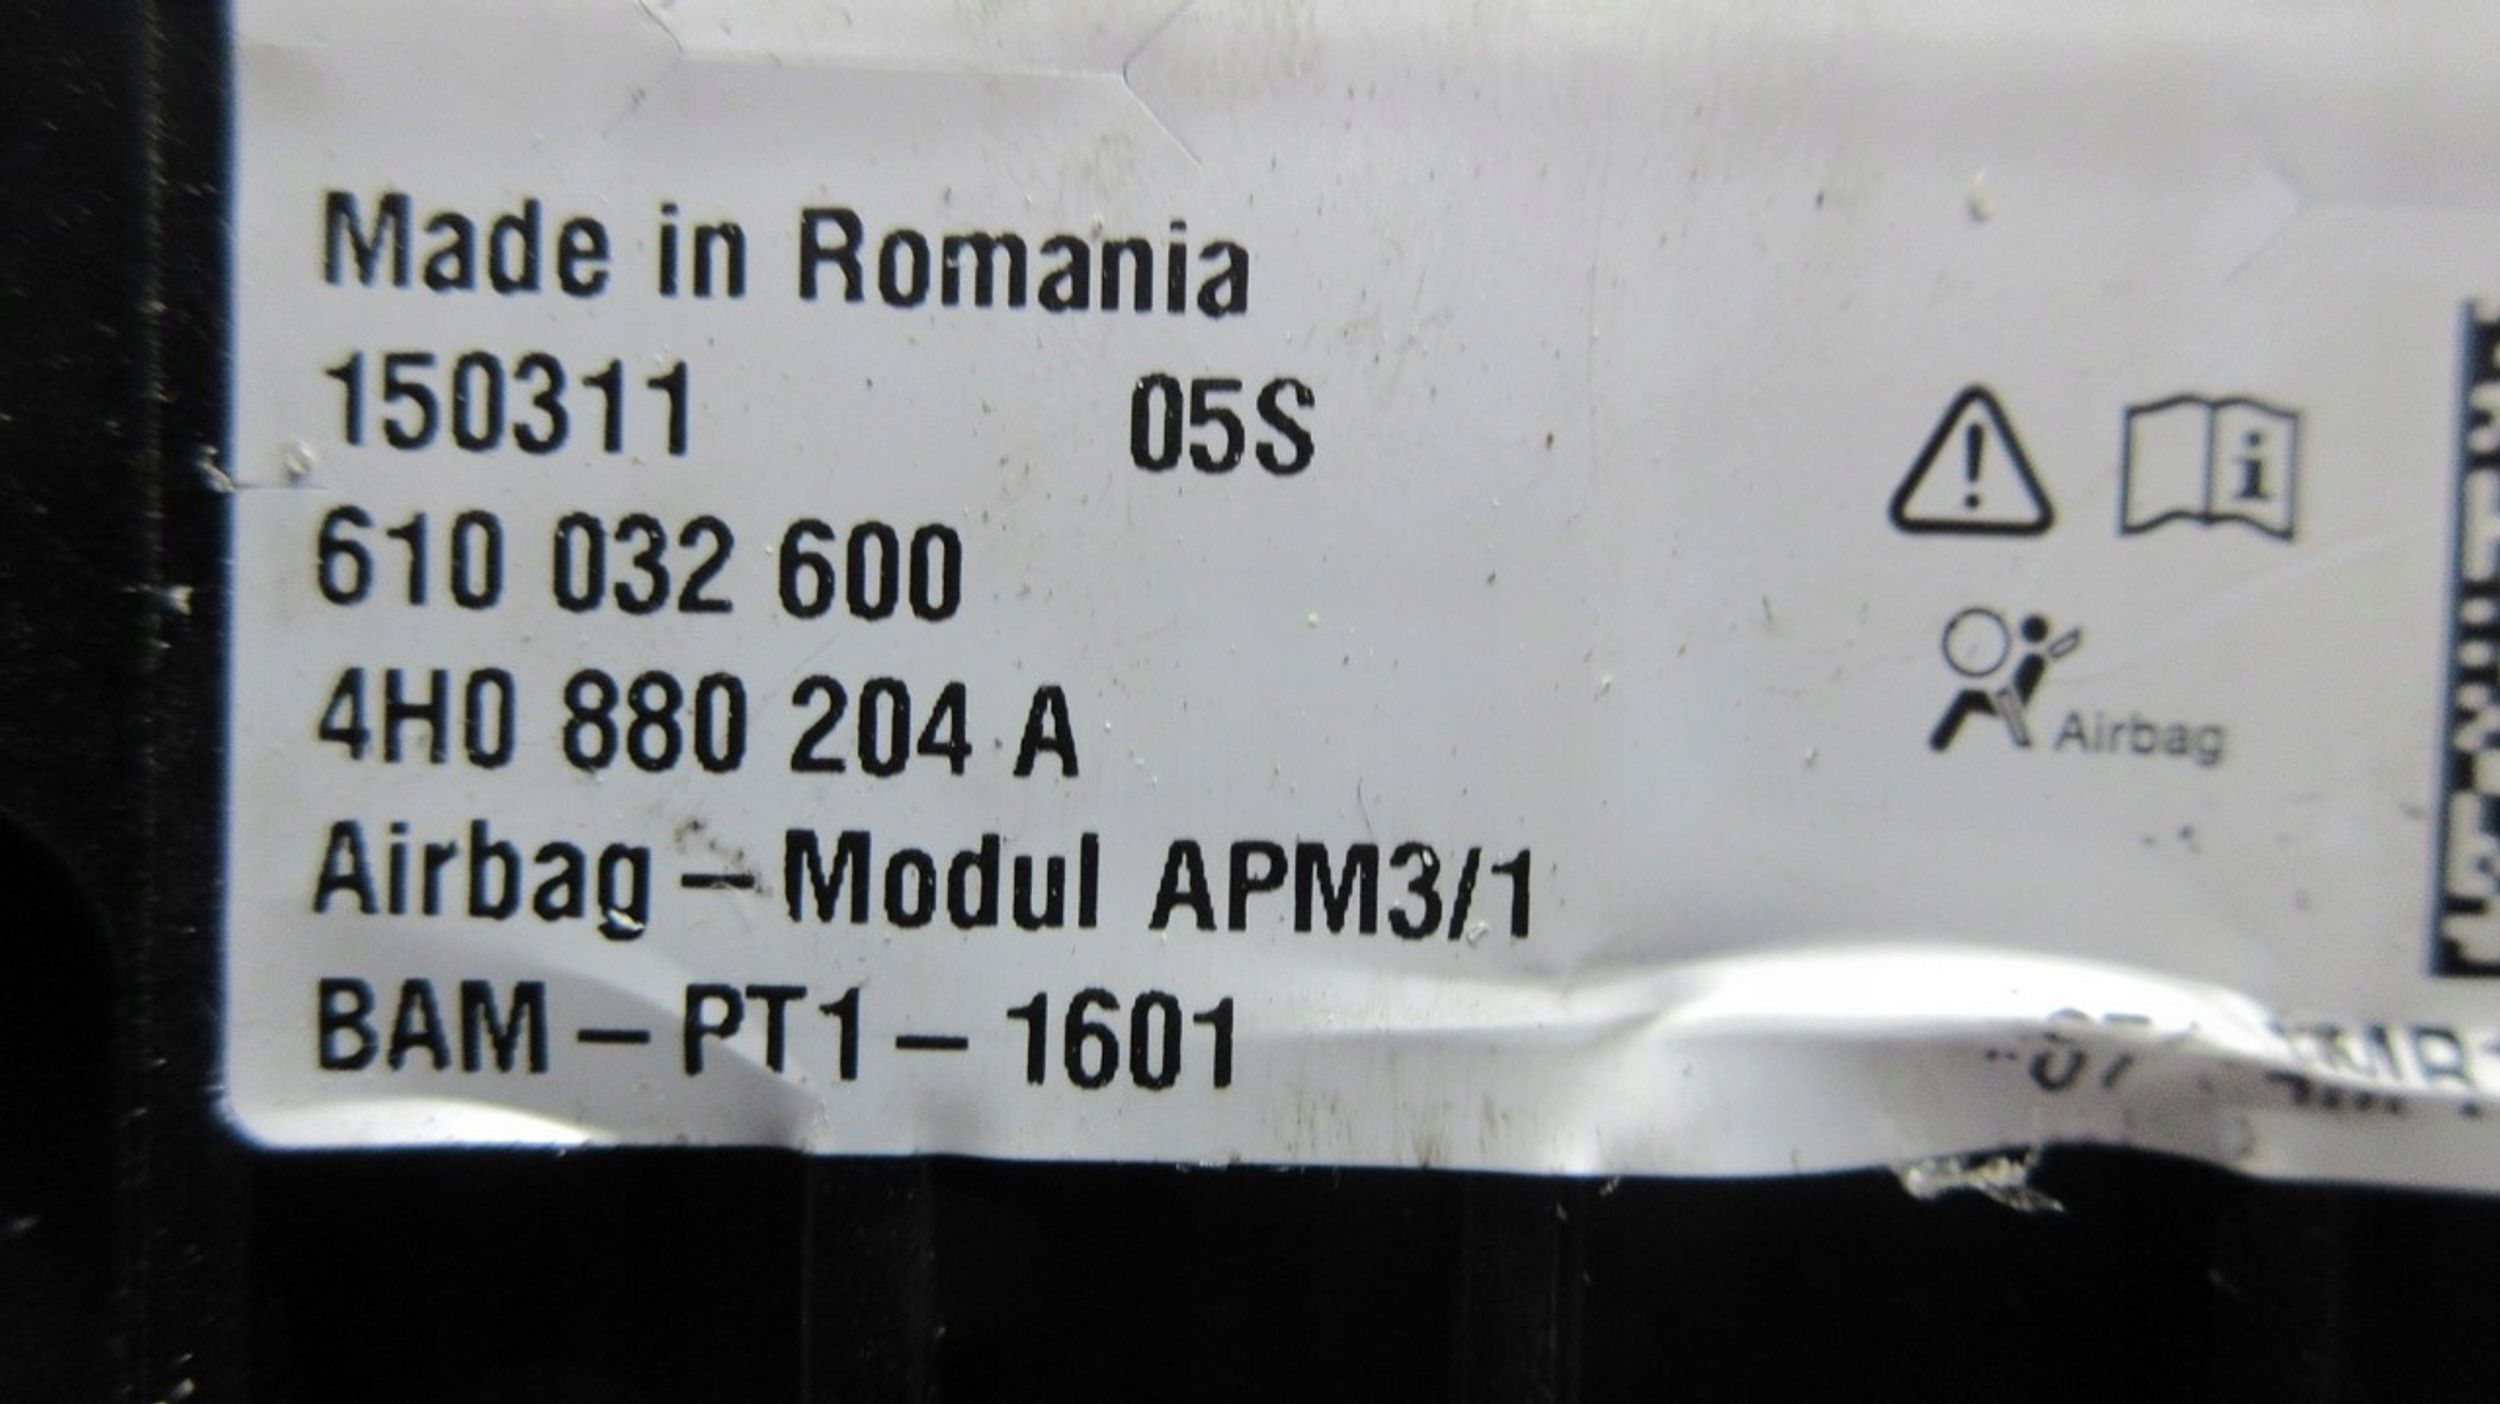 Made in Romania
150311 05S
610 032 600
4H0 880 204 A
Airbag
Airbag - Modul APM3/1
BAM - PT1 - 1601